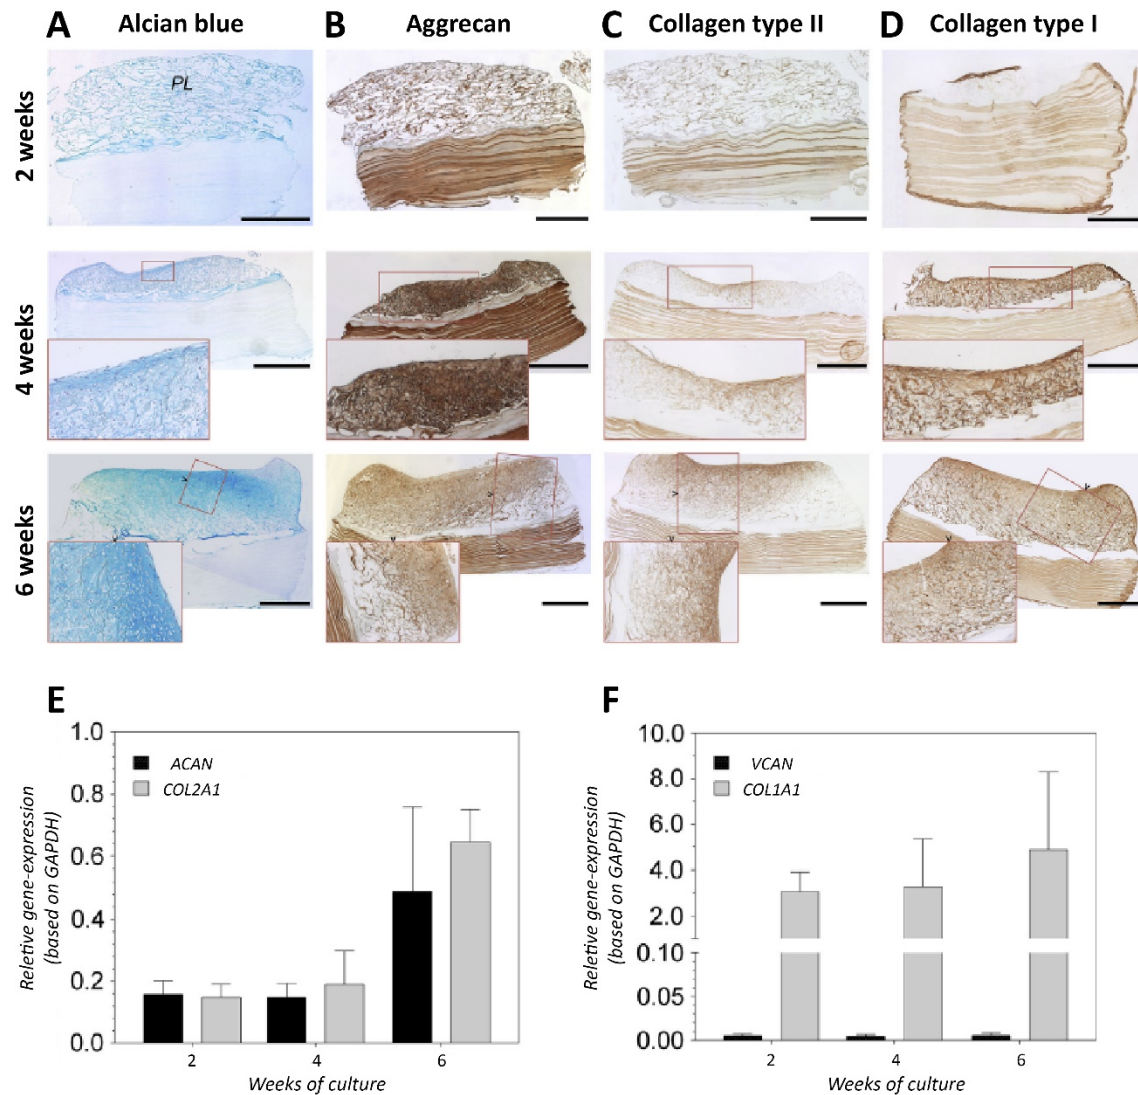 A Alcian blue B Aggrecan C Collagen type II D Collagen type I
2 weeks
PL
4 weeks
6 weeks
E
1.0
0.8
0.6
0.4
0.2
0.0
ACAN
COL2A1
Reletive gene-expression
(based on GAPDH)
2 4 6
Weeks of culture
F
10.0
8.0
6.0
4.0
2.0
0.10
0.05
0.00
VCAN
COL1A1
Reletive gene-expression
(based on GAPDH)
2 4 6
Weeks of culture